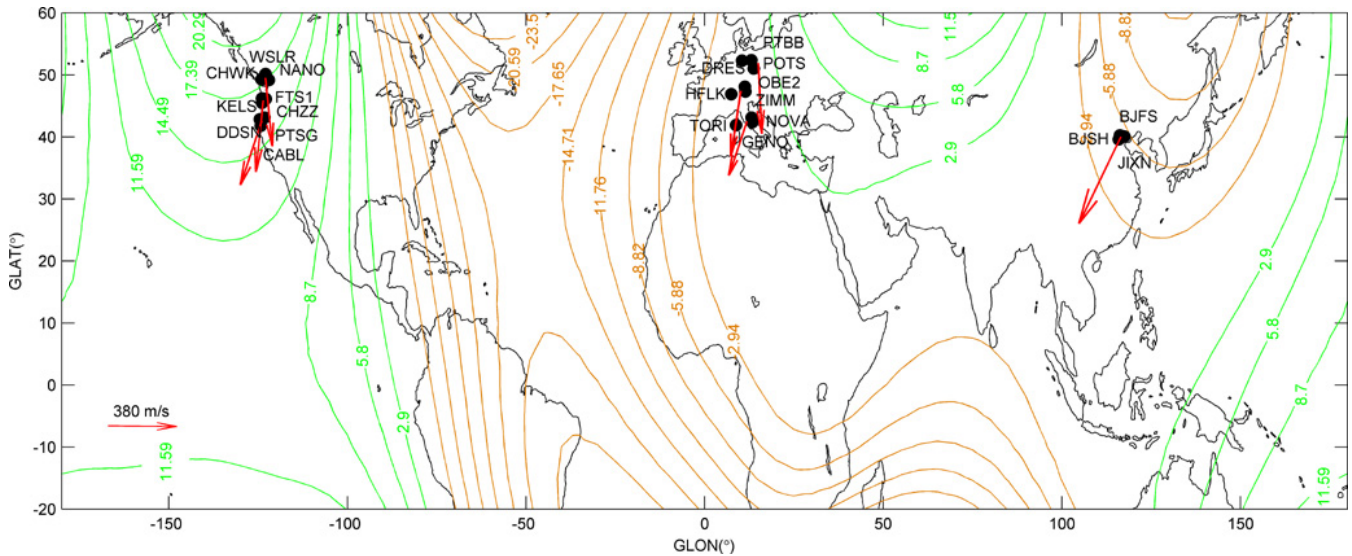 60
50
40
30
20
10
0
-10
-20
GLAT(°)
-150
-100
-50
0
50
100
150
GLON(°)
380 m/s
20.29
17.39
14.49
11.59
8.7
5.8
2.9
11.59
-23.5
-20.59
-17.65
-14.71
-11.76
-8.82
-5.88
2.94
11.5
8.7
5.8
2.9
-8.82
-5.88
2.94
2.9
5.8
8.7
11.59
WSLR
CHWK
NANO
KELS
FTS1
CHZZ
DDSN
PTSG
CABL
PTBB
DRES
POTS
HFLK
OBE2
ZIMM
TORI
NOVA
GENO
BJFS
BJSH
JIXN